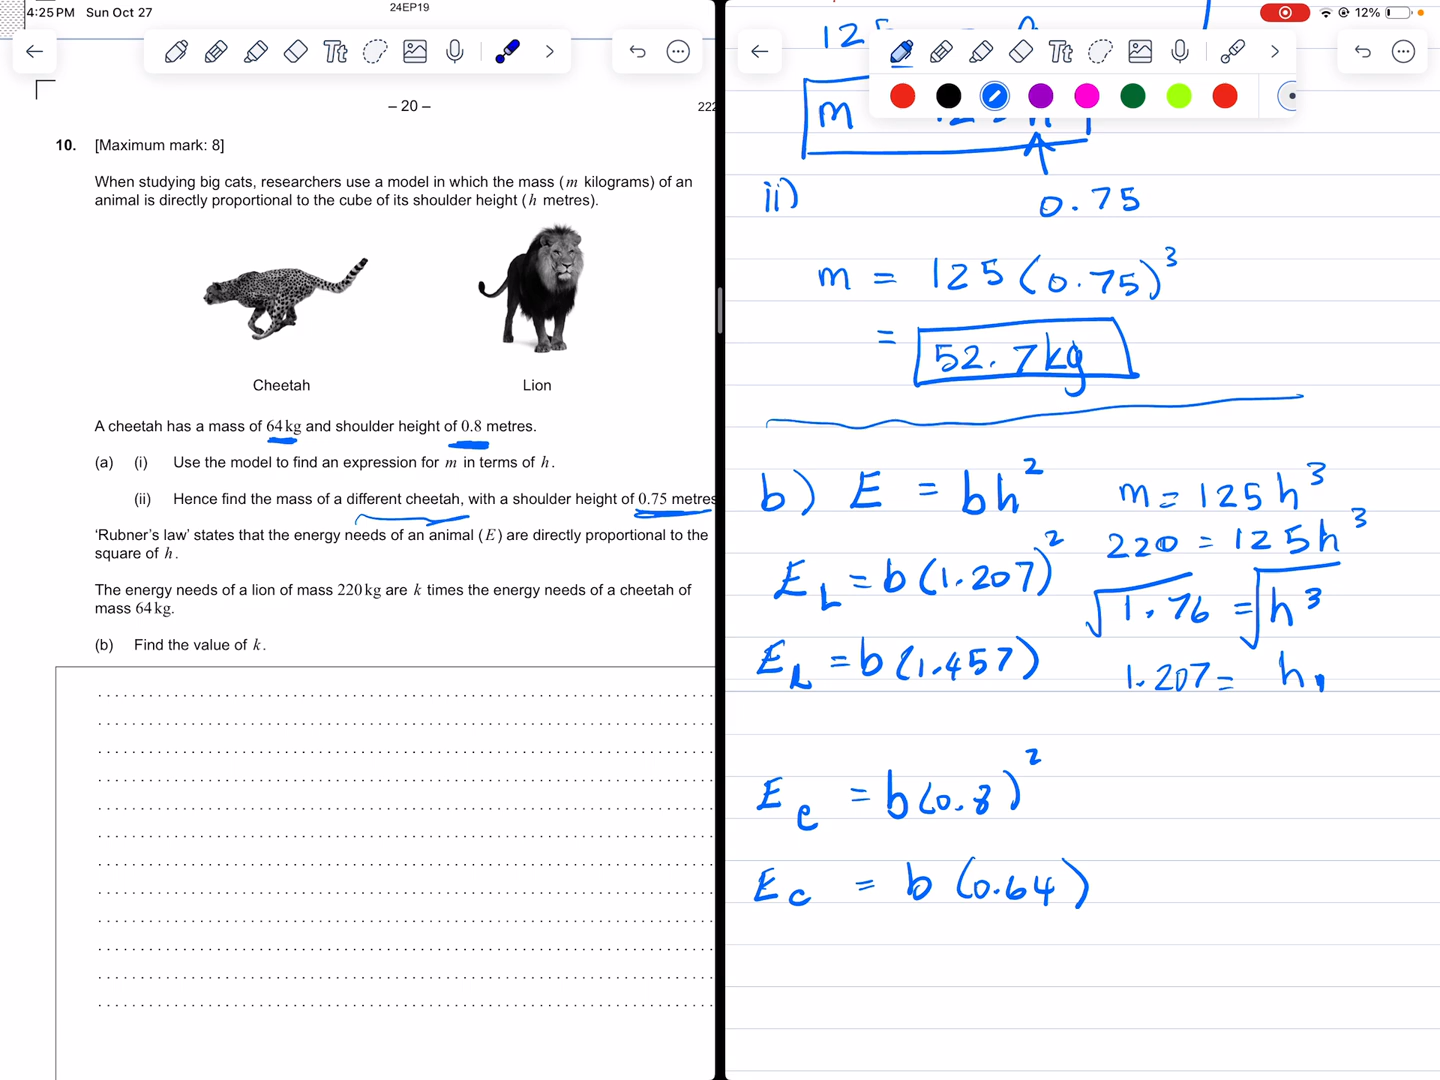 4:25 PM Sun Oct 27
24EP19
– 20 –
222
10. [Maximum mark: 8]
When studying big cats, researchers use a model in which the mass (m kilograms) of an
animal is directly proportional to the cube of its shoulder height (h metres).
Cheetah Lion
A cheetah has a mass of 64 kg and shoulder height of 0.8 metres.
(a) (i) Use the model to find an expression for m in terms of h.
(ii) Hence find the mass of a different cheetah, with a shoulder height of 0.75 metres
‘Rubner’s law’ states that the energy needs of an animal (E) are directly proportional to the
square of h.
The energy needs of a lion of mass 220 kg are k times the energy needs of a cheetah of
mass 64 kg.
(b) Find the value of k.
Tt
Tt
12%
125
m
ii)
0.75
m = 125(0.75)³
= 52.7kg
b) E = bh²
m = 125h³
220 = 125h³
E_L = b(1.207)²
√1.76 = √h³
E_L = b(1.457)
1.207 = h,
E_c = b(0.8)²
E_c = b(0.64)